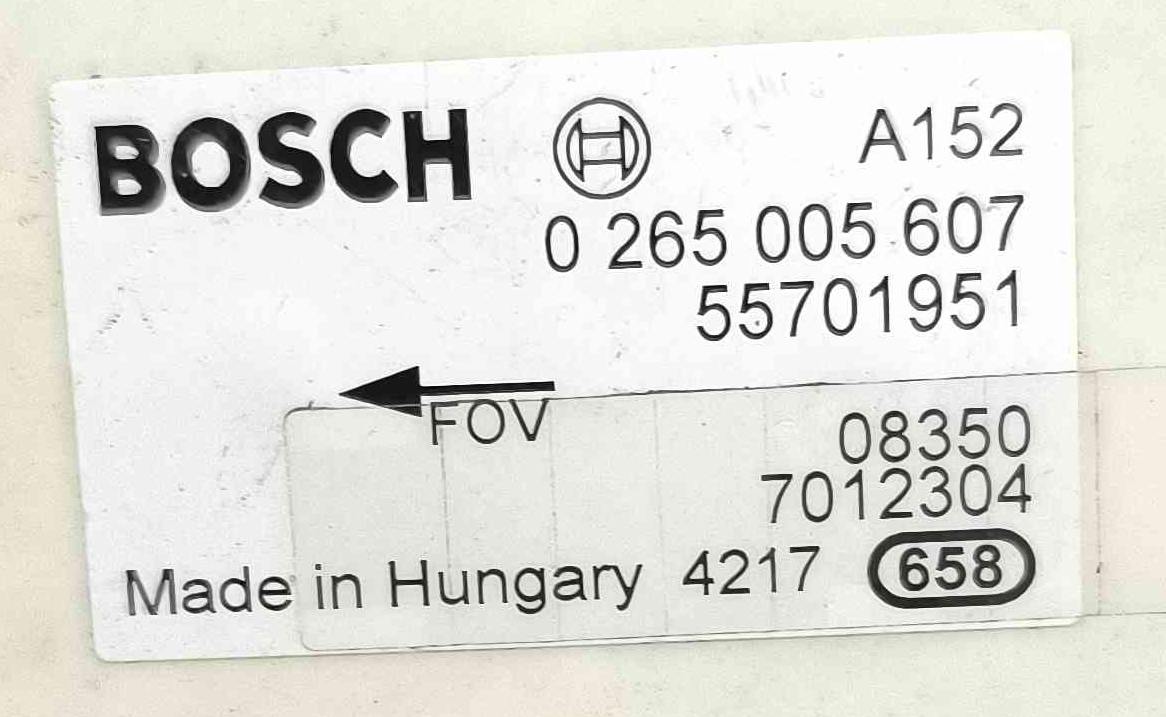 BOSCH A152
0 265 005 607
55701951
FOV
08350
7012304
Made in Hungary 4217 658